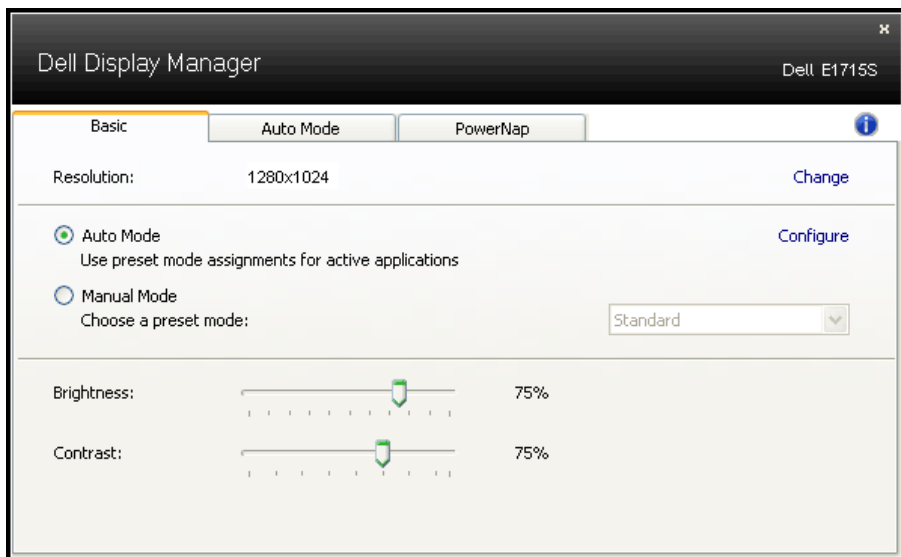 Dell Display Manager
Dell E1715S
Basic
Auto Mode
PowerNap
Resolution: 1280x1024 Change
Auto Mode Configure
Use preset mode assignments for active applications
Manual Mode
Choose a preset mode: Standard
Brightness: 75%
Contrast: 75%